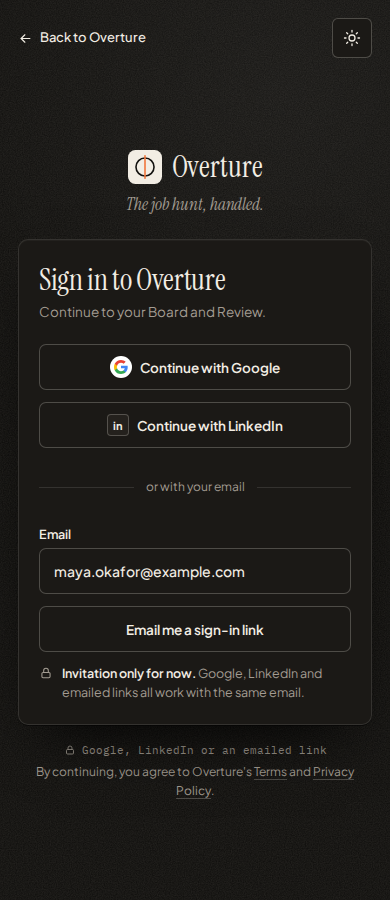 ← Back to Overture
Overture
The job hunt, handled.
Sign in to Overture
Continue to your Board and Review.
Continue with Google
in Continue with LinkedIn
or with your email
Email
maya.okafor@example.com
Email me a sign-in link
Invitation only for now. Google, LinkedIn and
emailed links all work with the same email.
Google, LinkedIn or an emailed link
By continuing, you agree to Overture's Terms and Privacy
Policy.